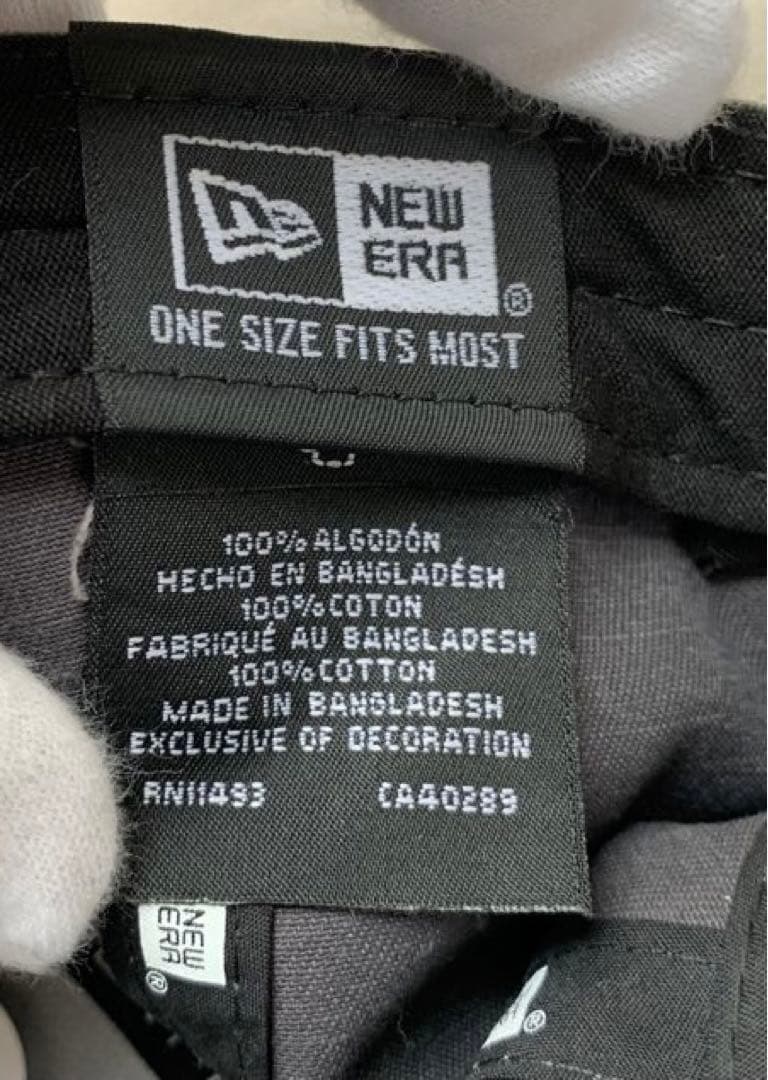 NEW
ERA
®
ONE SIZE FITS MOST
100% ALGODÓN
HECHO EN BANGLADÉSH
100% COTON
FABRIQUÉ AU BANGLADESH
100% COTTON
MADE IN BANGLADESH
EXCLUSIVE OF DECORATION
RN11493 CA40289
NEW
ERA
®
®